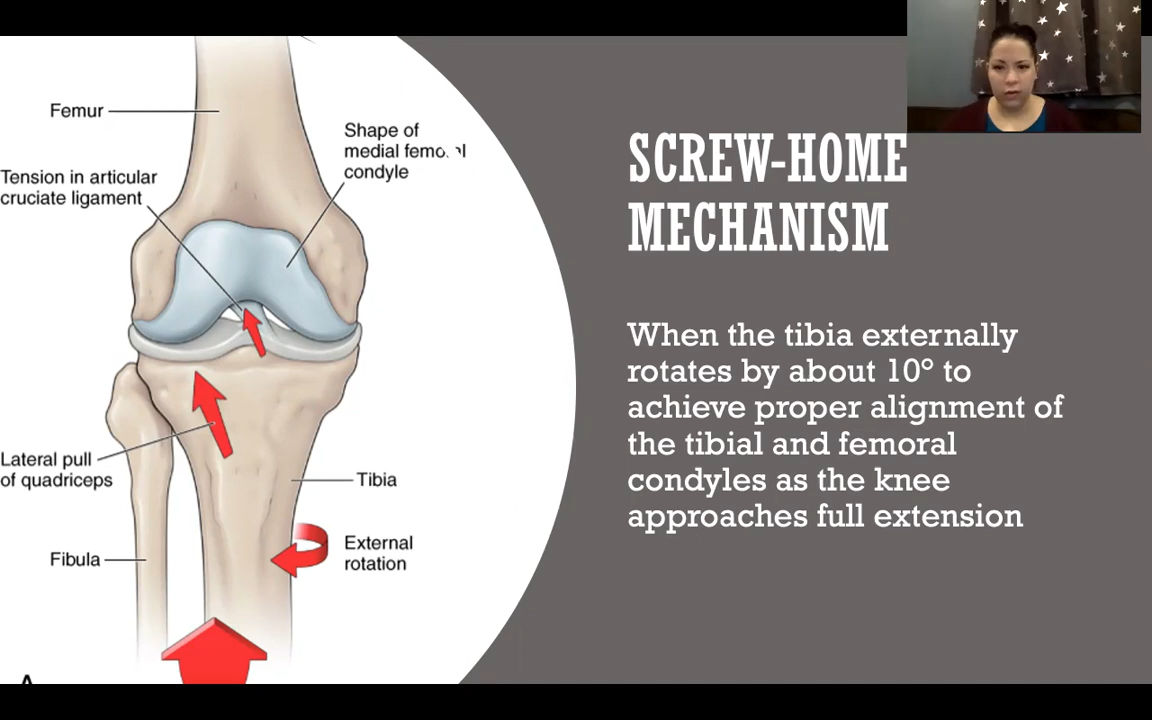 Femur
Shape of
medial femoral
condyle
Tension in articular
cruciate ligament
Lateral pull
of quadriceps
Tibia
External
rotation
Fibula
A
SCREW-HOME
MECHANISM
When the tibia externally
rotates by about 10° to
achieve proper alignment of
the tibial and femoral
condyles as the knee
approaches full extension